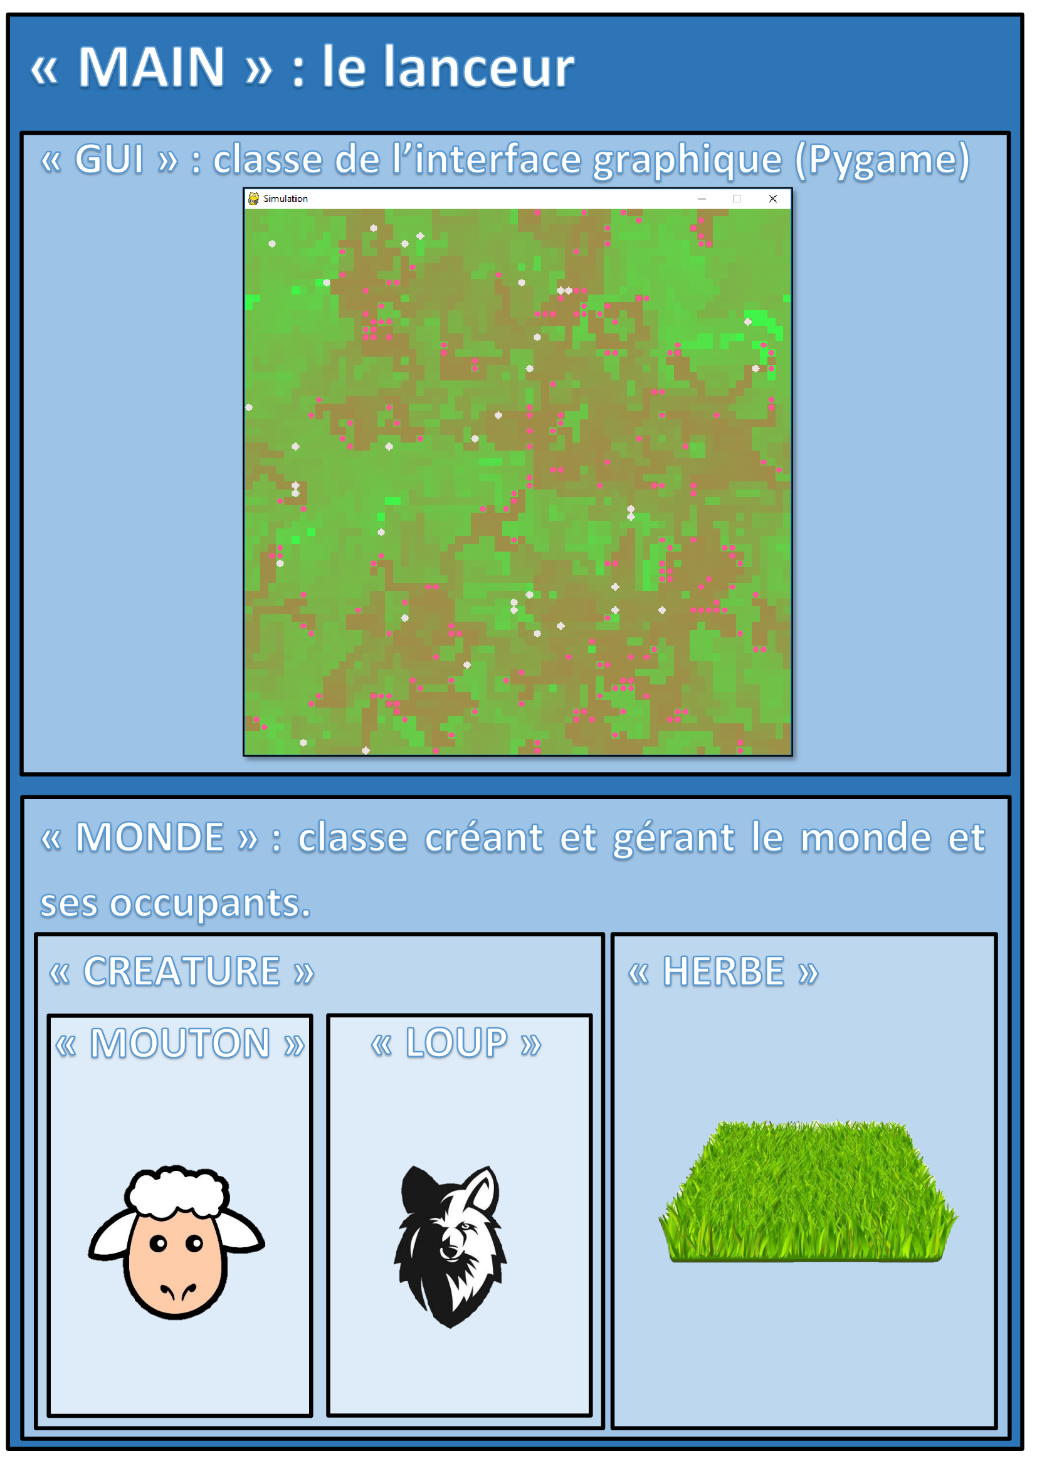 « MAIN » : le lanceur
« GUI » : classe de l’interface graphique (Pygame)
Simulation
« MONDE » : classe créant et gérant le monde et
ses occupants.
« CREATURE »
« HERBE »
« MOUTON »
« LOUP »